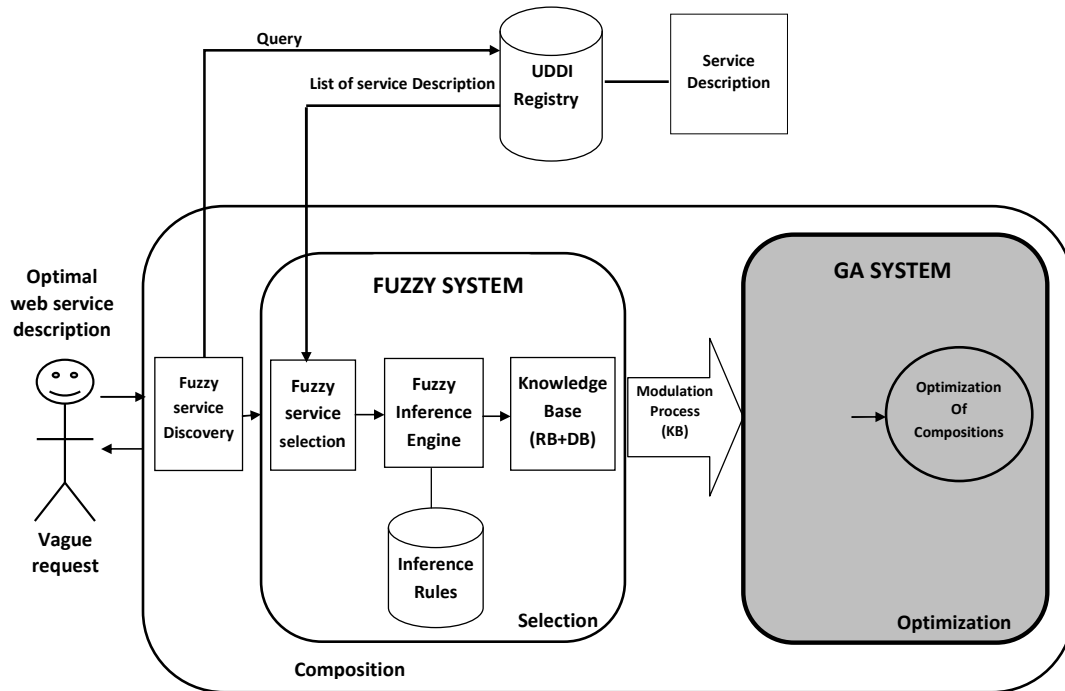 Query
UDDI
Registry
Service
Description
List of service Description
Optimal
web service
description
FUZZY SYSTEM
GA SYSTEM
Fuzzy
service
Discovery
Fuzzy
service
selection
Fuzzy
Inference
Engine
Knowledge
Base
(RB+DB)
Modulation
Process
(KB)
Optimization
Of
Compositions
Vague
request
Inference
Rules
Selection
Optimization
Composition